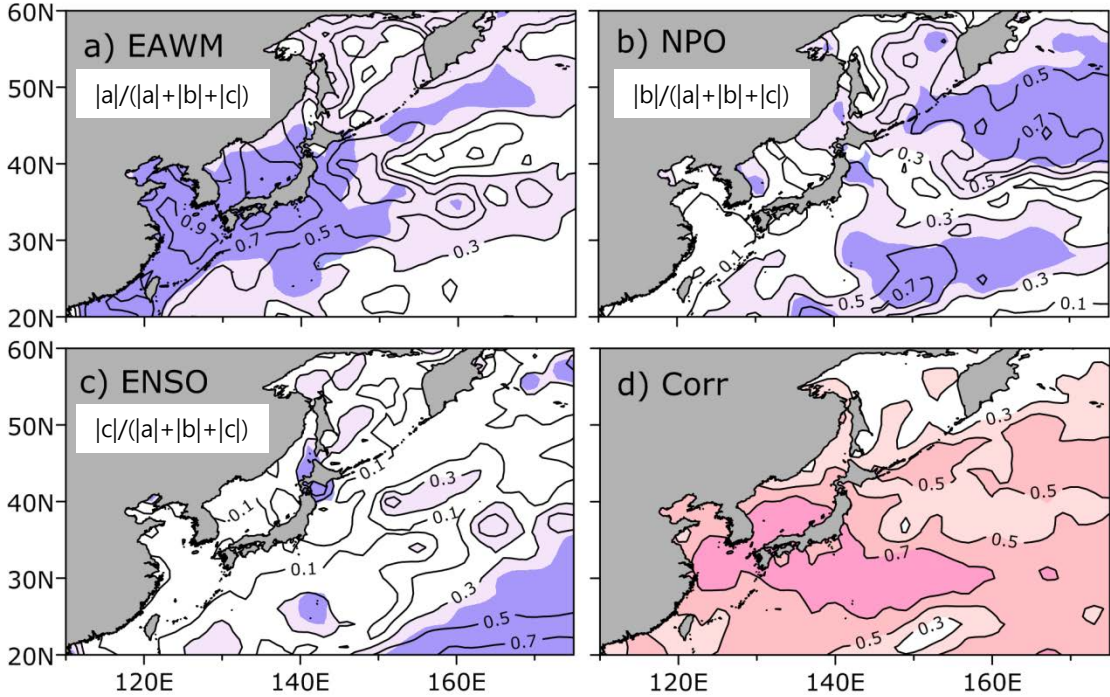 60N
50N
40N
30N
20N
a) EAWM
|a|/(|a|+|b|+|c|)
0.9
0.7
0.5
0.3
b) NPO
|b|/(|a|+|b|+|c|)
0.5
0.7
0.3
0.5
0.3
0.1
0.5
0.7
0.3
0.1
60N
50N
40N
30N
20N
c) ENSO
|c|/(|a|+|b|+|c|)
0.1
0.3
0.1
0.1
0.1
0.3
0.5
0.7
d) Corr
0.3
0.5
0.5
0.7
0.5
0.3
120E 140E 160E
120E 140E 160E